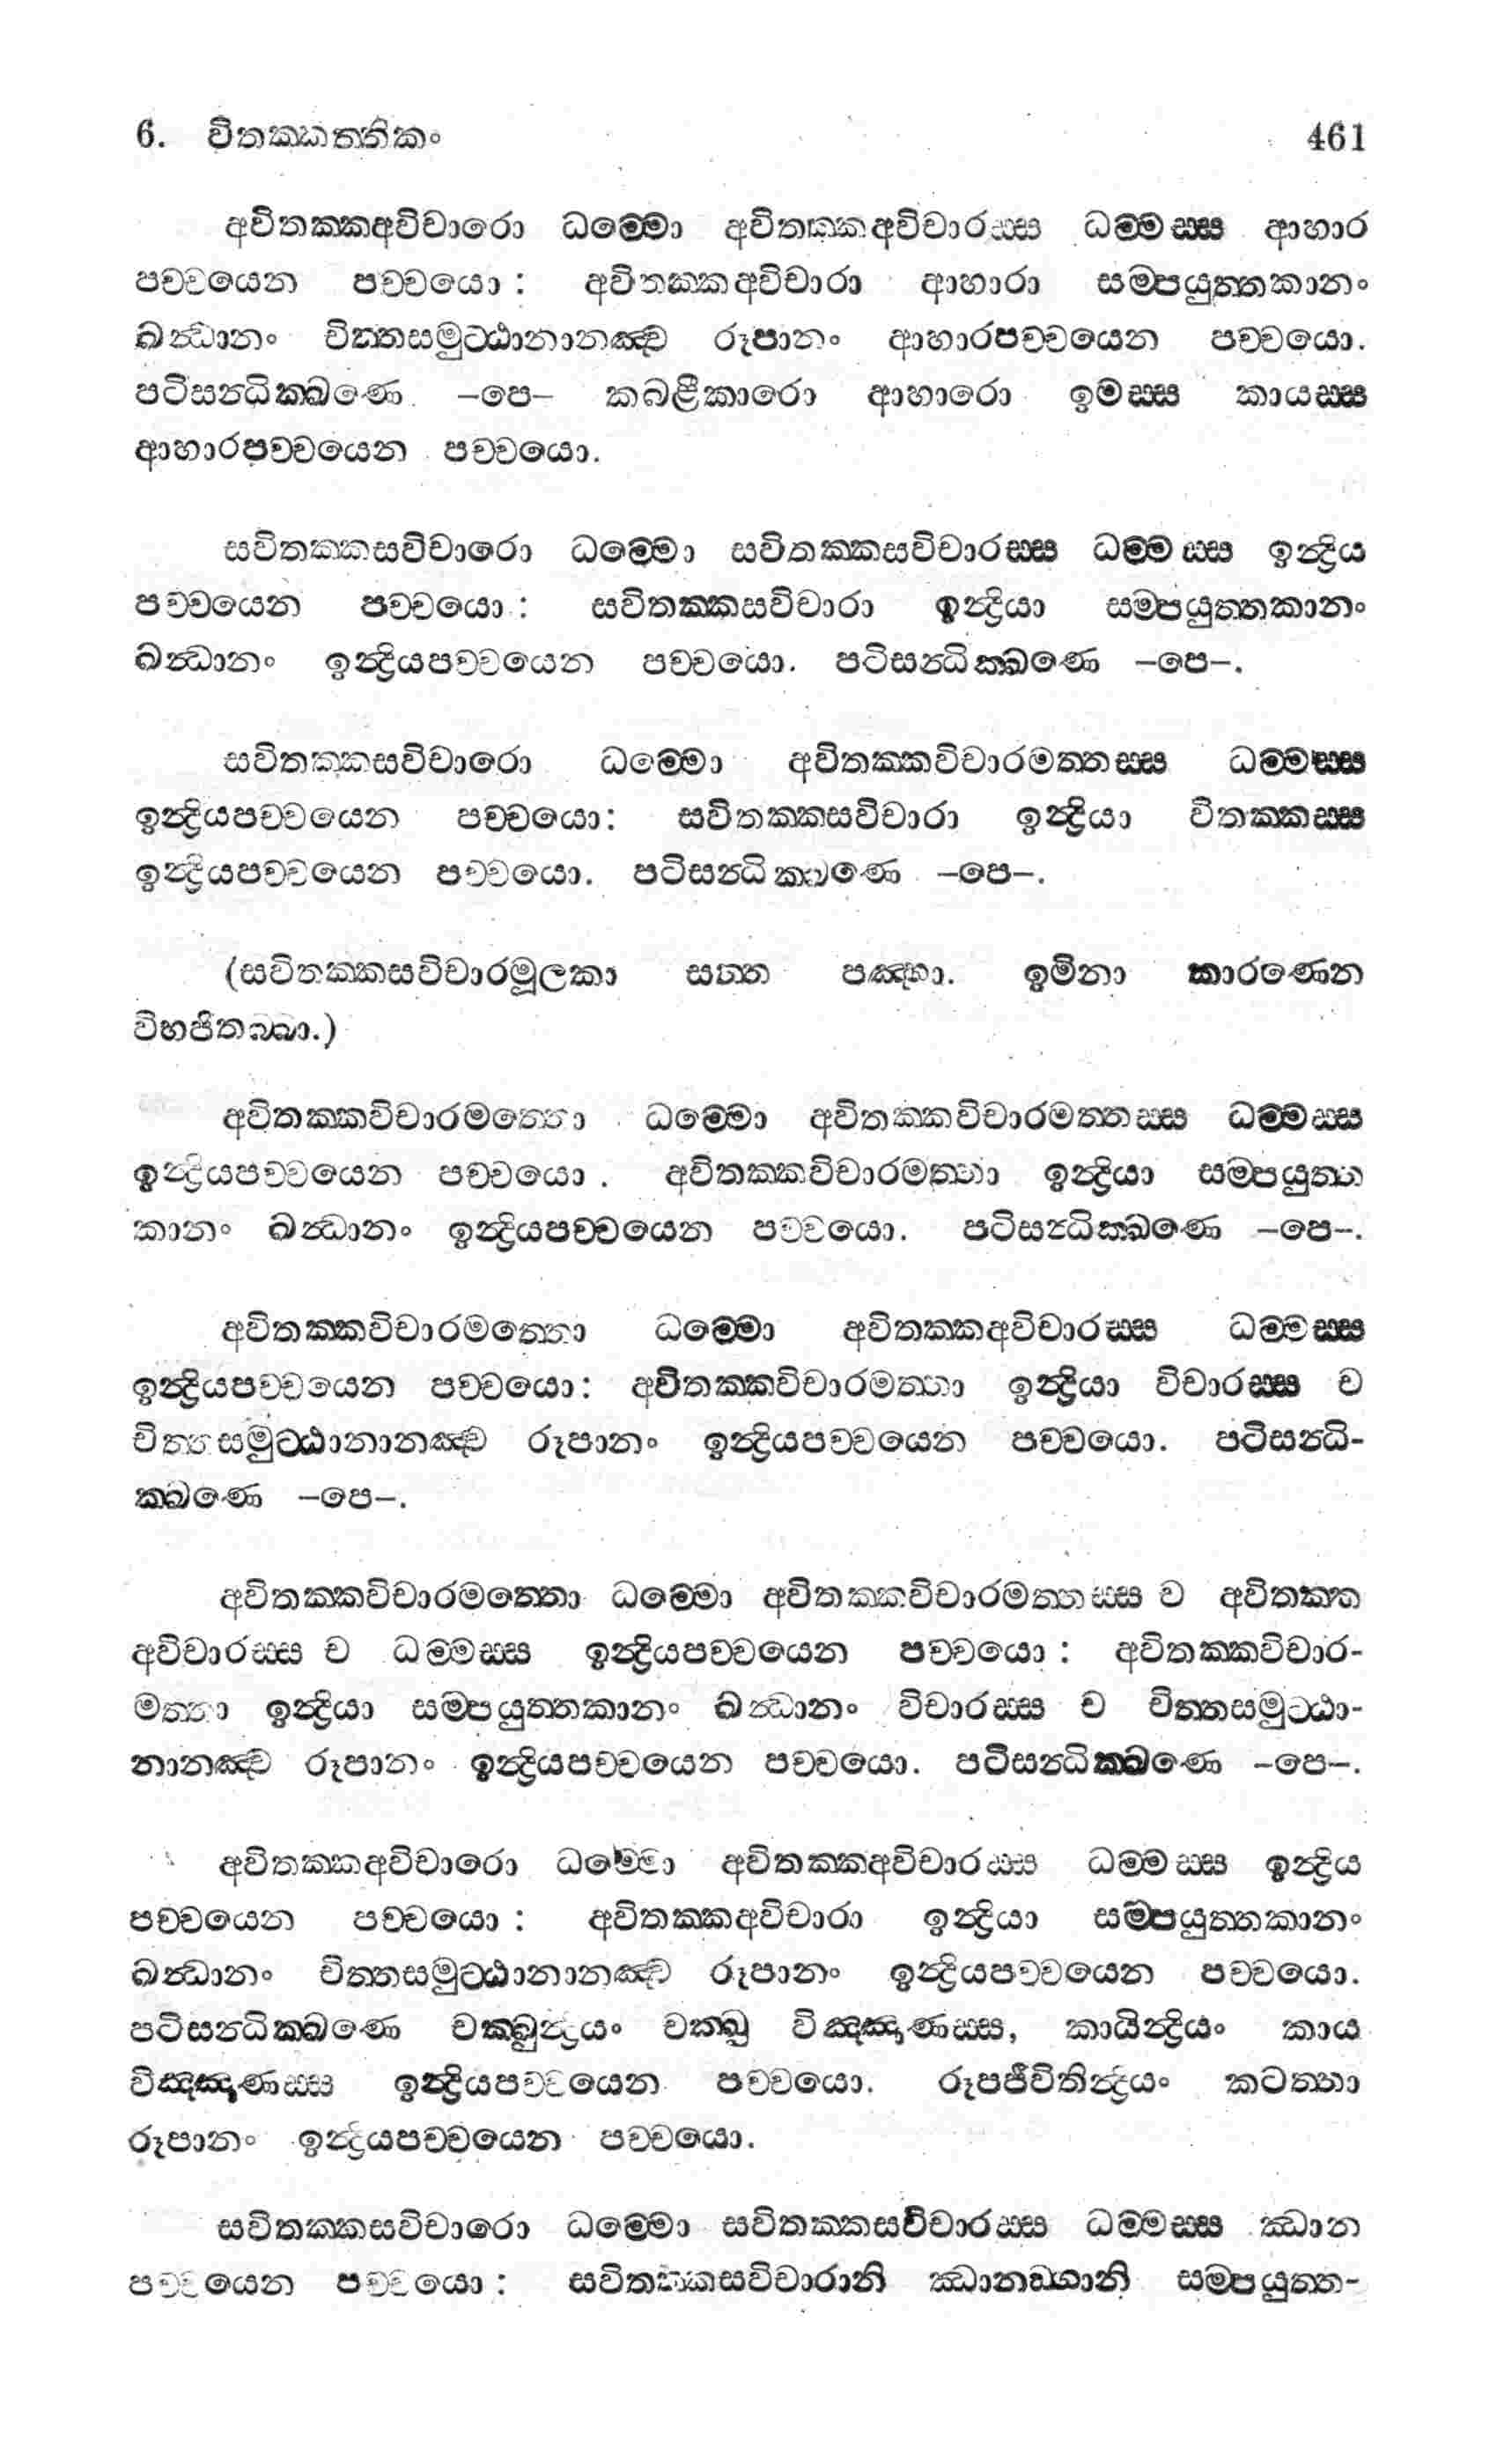 6. විතක්කත්තිකං 461
අවිතක්කඅවිචාරො ධම්මො අවිතක්කඅවිචාරස්ස ධම්මස්ස ආහාර
පච්චයෙන පච්චයො : අවිතක්කඅවිචාරා ආහාරා සම්පයුත්තකානං
ඛන්ධානං චිත්තසමුට්ඨානානඤ්ච රූපානං ආහාරපච්චයෙන පච්චයො.
පටිසන්ධික්ඛණෙ –පෙ– කබළීකාරො ආහාරො ඉමස්ස කායස්ස
ආහාරපච්චයෙන පච්චයො.
සවිතක්කසවිචාරො ධම්මො සවිතක්කසවිචාරස්ස ධම්මස්ස ඉන්ද්‍රිය
පච්චයෙන පච්චයො : සවිතක්කසවිචාරා ඉන්ද්‍රියා සම්පයුත්තකානං
ඛන්ධානං ඉන්ද්‍රියපච්චයෙන පච්චයො. පටිසන්ධික්ඛණෙ –පෙ–.
සවිතක්කසවිචාරො ධම්මො අවිතක්කවිචාරමත්තස්ස ධම්මස්ස
ඉන්ද්‍රියපච්චයෙන පච්චයො: සවිතක්කසවිචාරා ඉන්ද්‍රියා විතක්කස්ස
ඉන්ද්‍රියපච්චයෙන පච්චයො. පටිසන්ධික්ඛණෙ –පෙ–.
(සවිතක්කසවිචාරමූලකා සත්ත පඤ්හා. ඉමිනා කාරණෙන
විභජිතබ්බා.)
අවිතක්කවිචාරමත්තො ධම්මො අවිතක්කවිචාරමත්තස්ස ධම්මස්ස
ඉන්ද්‍රියපච්චයෙන පච්චයො . අවිතක්කවිචාරමත්තා ඉන්ද්‍රියා සම්පයුත්ත
කානං ඛන්ධානං ඉන්ද්‍රියපච්චයෙන පච්චයො. පටිසන්ධික්ඛණෙ –පෙ–.
අවිතක්කවිචාරමත්තො ධම්මො අවිතක්කඅවිචාරස්ස ධම්මස්ස
ඉන්ද්‍රියපච්චයෙන පච්චයො: අවිතක්කවිචාරමත්තා ඉන්ද්‍රියා විචාරස්ස ච
චිත්තසමුට්ඨානානඤ්ච රූපානං ඉන්ද්‍රියපච්චයෙන පච්චයො. පටිසන්ධි-
ක්ඛණෙ –පෙ–.
අවිතක්කවිචාරමත්තො ධම්මො අවිතක්කවිචාරමත්තස්ස ච අවිතක්ක
අවිචාරස්ස ච ධම්මස්ස ඉන්ද්‍රියපච්චයෙන පච්චයො : අවිතක්කවිචාර-
මත්තා ඉන්ද්‍රියා සම්පයුත්තකානං ඛන්ධානං විචාරස්ස ච චිත්තසමුට්ඨා-
නානඤ්ච රූපානං ඉන්ද්‍රියපච්චයෙන පච්චයො. පටිසන්ධික්ඛණෙ –පෙ–.
අවිතක්කඅවිචාරො ධම්මො අවිතක්කඅවිචාරස්ස ධම්මස්ස ඉන්ද්‍රිය
පච්චයෙන පච්චයො : අවිතක්කඅවිචාරා ඉන්ද්‍රියා සම්පයුත්තකානං
ඛන්ධානං චිත්තසමුට්ඨානානඤ්ච රූපානං ඉන්ද්‍රියපච්චයෙන පච්චයො.
පටිසන්ධික්ඛණෙ චක්ඛුන්ද්‍රියං චක්ඛු විඤ්ඤාණස්ස, කායින්ද්‍රියං කාය
විඤ්ඤාණස්ස ඉන්ද්‍රියපච්චයෙන පච්චයො. රූපජීවිතින්ද්‍රියං කටත්තා
රූපානං ඉන්ද්‍රියපච්චයෙන පච්චයො.
සවිතක්කසවිචාරො ධම්මො සවිතක්කසවිචාරස්ස ධම්මස්ස ඣාන
පච්චයෙන පච්චයො : සවිතක්කසවිචාරානි ඣානඞ්ගානි සම්පයුත්ත-